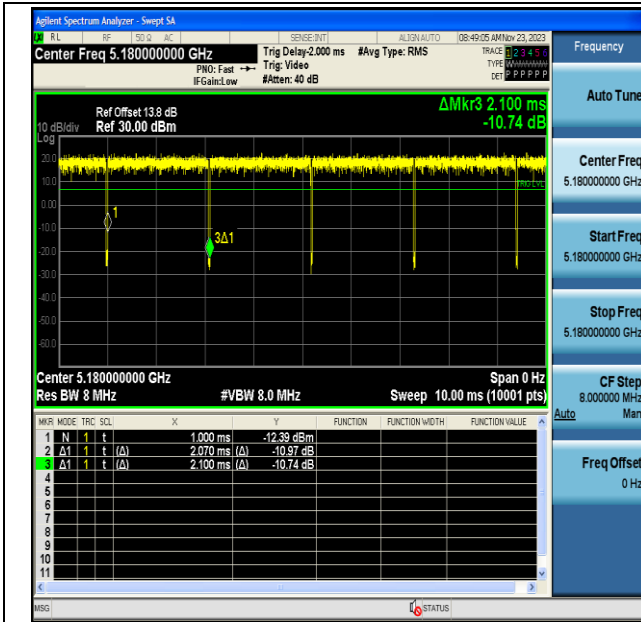 Agilent Spectrum Analyzer - Swept SA
RL RF 50 Ω AC SENSE:INT ALIGN AUTO 08:49:05 AM Nov 23, 2023
Center Freq 5.180000000 GHz
PNO: Fast
IFGain:Low
Trig Delay-2.000 ms
Trig: Video
#Atten: 40 dB
#Avg Type: RMS
TRACE 1 2 3 4 5 6
TYPE WWWWWW
DET P P P P P P
Frequency
Auto Tune
ΔMkr3 2.100 ms
-10.74 dB
Ref Offset 13.8 dB
10 dB/div Ref 30.00 dBm
Log
20.0
10.0
0.00
-10.0
-20.0
-30.0
-40.0
-50.0
-60.0
TRIG LVL
1
3Δ1
Center Freq
5.180000000 GHz
Start Freq
5.180000000 GHz
Stop Freq
5.180000000 GHz
Center 5.180000000 GHz Span 0 Hz
Res BW 8 MHz #VBW 8.0 MHz Sweep 10.00 ms (10001 pts)
CF Step
8.000000 MHz
Auto Man
Freq Offset
0 Hz
MKR MODE TRC SCL X Y FUNCTION FUNCTION WIDTH FUNCTION VALUE
1 N 1 t 1.000 ms -12.39 dBm
2 Δ1 1 t (Δ) 2.070 ms (Δ) -10.97 dB
3 Δ1 1 t (Δ) 2.100 ms (Δ) -10.74 dB
4
5
6
7
8
9
10
11
MSG STATUS